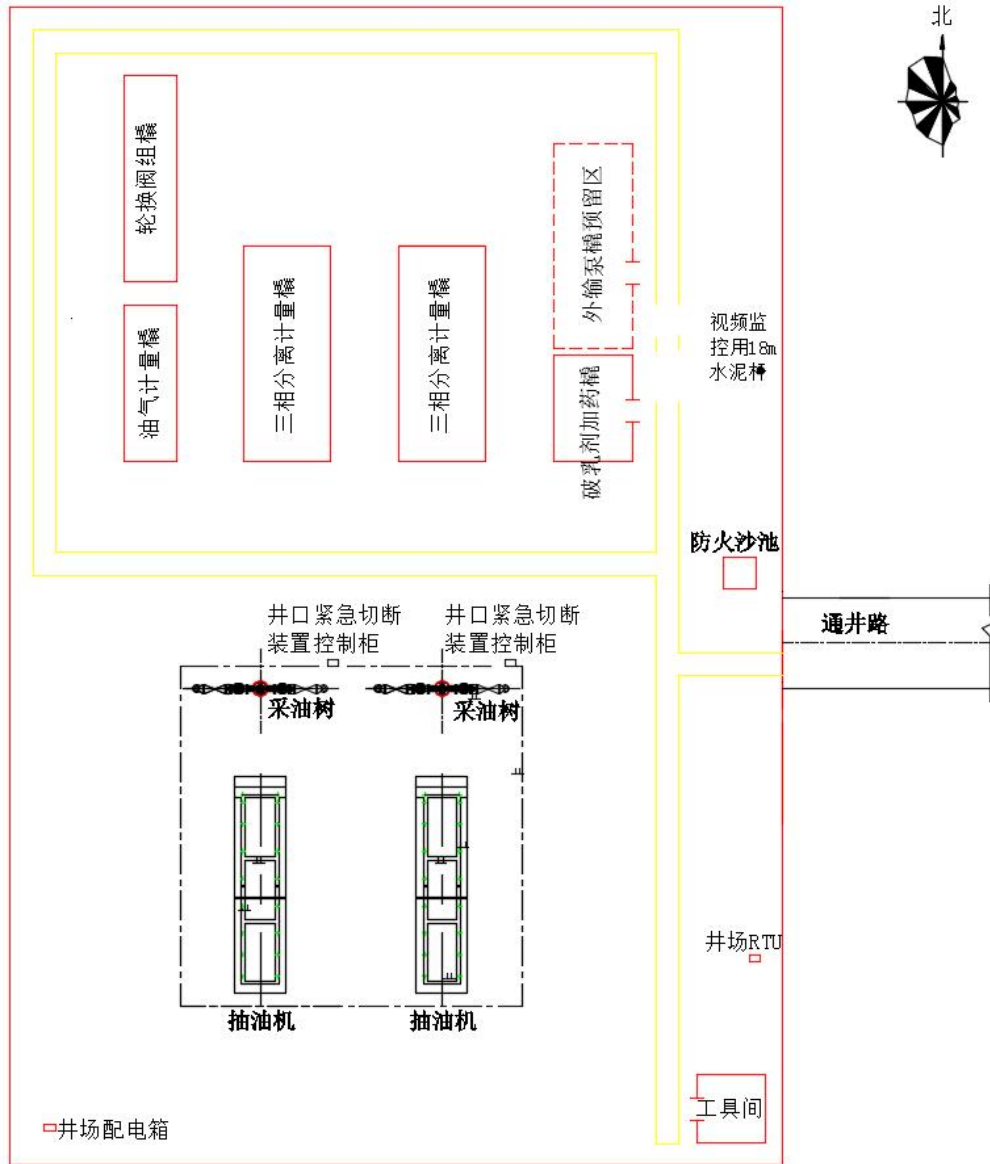 北
轮换阀组橇
外输泵橇预留区
油气计量橇
三相分离计量橇
三相分离计量橇
视频监
控用18m
水泥杆
破乳剂加药橇
防火沙池
井口紧急切断
装置控制柜
井口紧急切断
装置控制柜
通井路
采油树
采油树
井场RTU
抽油机
抽油机
工具间
井场配电箱